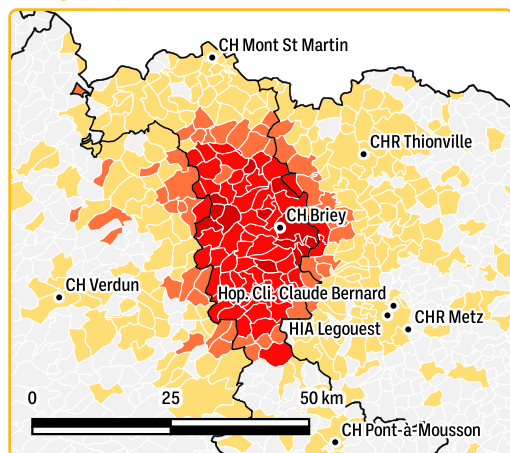 CH Mont St Martin
CHR Thionville
CH Briey
CH Verdun
Hop. Cli. Claude Bernard
HIA Legouest
CHR Metz
0 25 50 km
CH Pont-à-Mousson